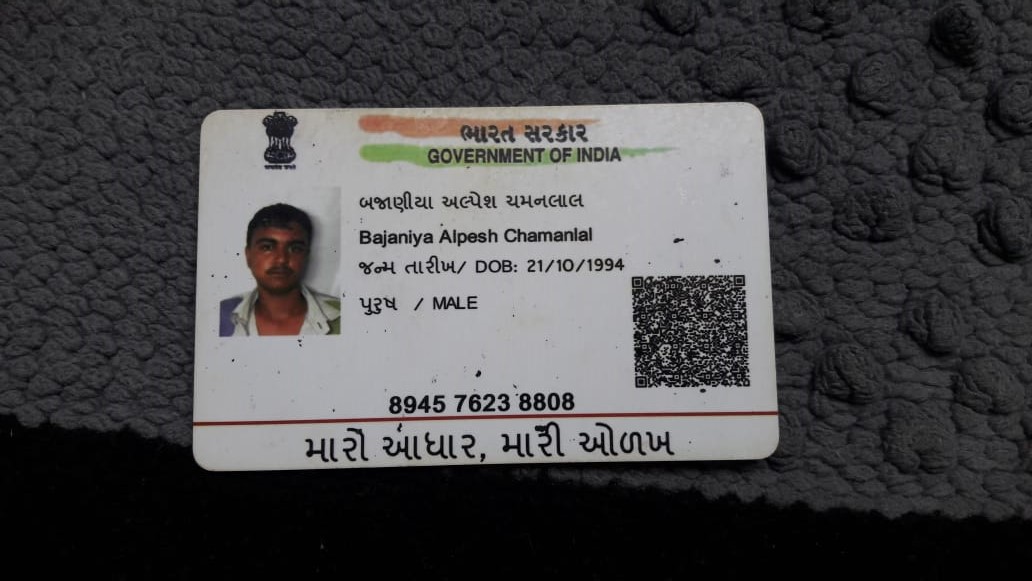 ભારત સરકાર
GOVERNMENT OF INDIA
બજાણીયા અલ્પેશ ચમનલાલ
Bajaniya Alpesh Chamanlal
જન્મ તારીખ/ DOB: 21/10/1994
પુરુષ / MALE
8945 7623 8808
મારો આધાર, મારી ઓળખ